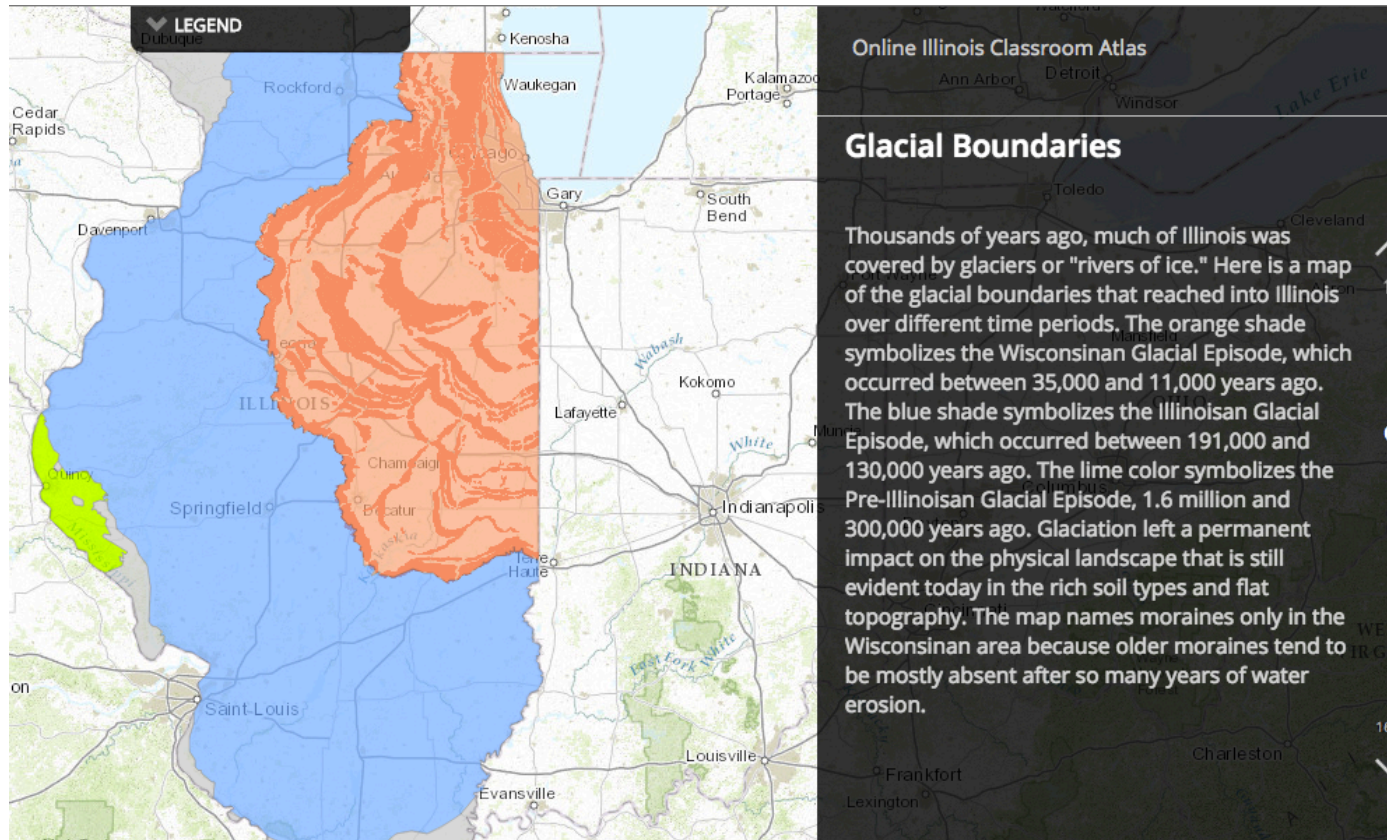 LEGEND
Dubuque
Kenosha
Rockford
Waukegan
Kalamazoo
Portage
Cedar
Rapids
Gary
South
Bend
Davenport
ILLINOIS
Wabash
Kokomo
Lafayette
Muncie
White
Quincy
Springfield
Decatur
Indianapolis
Mississippi
Kaskaskia
Terre
Haute
INDIANA
East Fork White
on
Saint Louis
Louisville
Evansville
Online Illinois Classroom Atlas
Ann Arbor
Detroit
Windsor
Lake Erie
Glacial Boundaries
Toledo
Cleveland
Thousands of years ago, much of Illinois was
covered by glaciers or "rivers of ice." Here is a map
of the glacial boundaries that reached into Illinois
over different time periods. The orange shade
symbolizes the Wisconsinan Glacial Episode, which
occurred between 35,000 and 11,000 years ago.
The blue shade symbolizes the Illinoisan Glacial
Episode, which occurred between 191,000 and
130,000 years ago. The lime color symbolizes the
Pre-Illinoisan Glacial Episode, 1.6 million and
300,000 years ago. Glaciation left a permanent
impact on the physical landscape that is still
evident today in the rich soil types and flat
topography. The map names moraines only in the
Wisconsinan area because older moraines tend to
be mostly absent after so many years of water
erosion.
Fort Wayne
Mansfield
OHIO
Columbus
Cincinnati
Charleston
Frankfort
Lexington